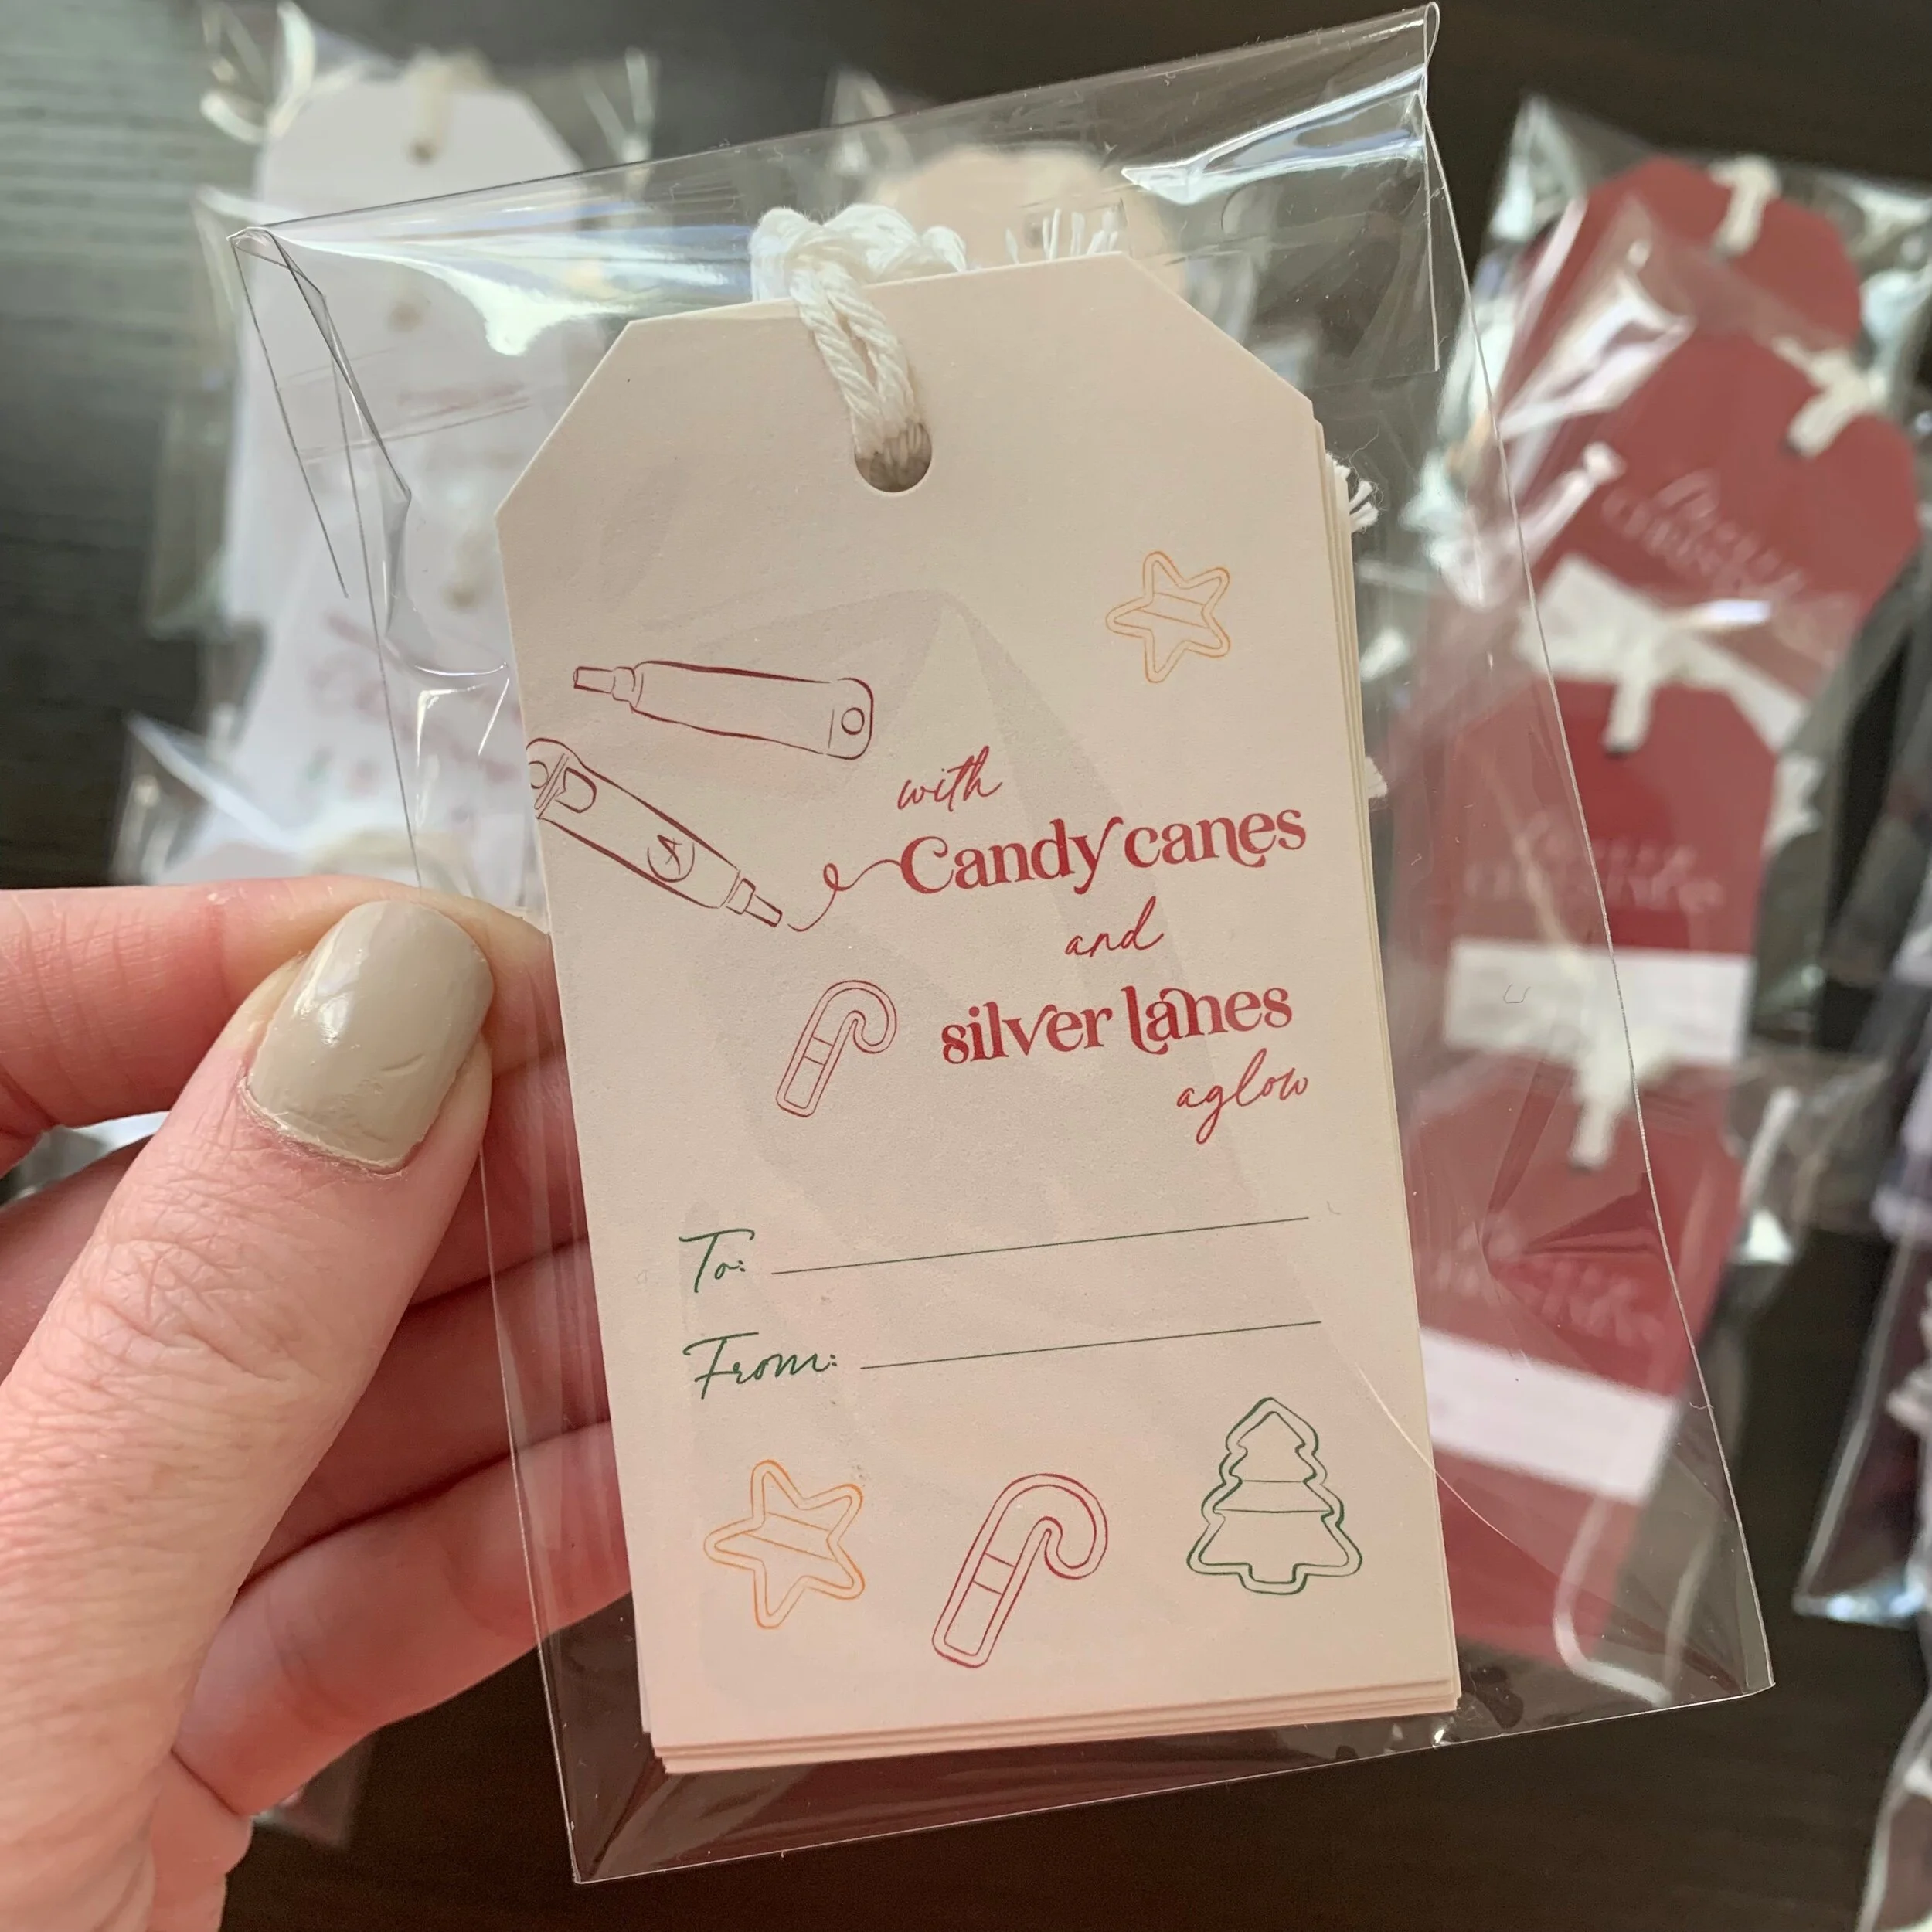 with
Candy canes
and
silver lanes
aglow
To:
From: